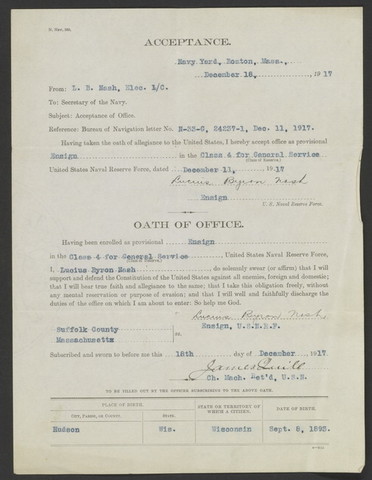 ACCEPTANCE.
Navy Yard, Boston, Mass.,
December 18, 1917
From: L. B. Nash, Elec. 1/C.
To: Secretary of the Navy.
Subject: Acceptance of Office.
Reference: Bureau of Navigation letter No. N-32-G, 24227-1, Dec. 11, 1917.
Having taken the oath of allegiance to the United States, I hereby accept office as provisional
Ensign in the Class 4 for General Service
(Class of Reserve)
United States Naval Reserve Force, dated December 11, 1917
Lucius Byron Nash
Ensign
U. S. Naval Reserve Force.
OATH OF OFFICE.
Having been enrolled as provisional Ensign
in the Class 4 for General Service, United States Naval Reserve Force,
(Class of Reserve)
I, Lucius Byron Nash, do solemnly swear (or affirm) that I will
support and defend the Constitution of the United States against all enemies, foreign and domestic;
that I will bear true faith and allegiance to the same; that I take this obligation freely, without
any mental reservation or purpose of evasion; and that I will well and faithfully discharge
the duties of the office on which I am about to enter: So help me God.
Lucius Byron Nash
Suffolk County Ensign, U.S.N.R.F.
Massachusetts
Subscribed and sworn to before me this 18th day of December 1917
James Quill
Ch. Mach. Ret'd, U.S.N.
TO BE FILLED OUT BY THE OFFICER SUBSCRIBING TO THE ABOVE OATH.
PLACE OF BIRTH. STATE OR TERRITORY OF WHICH A CITIZEN. DATE OF BIRTH.
CITY, PARISH, OR COUNTY. STATE.
Hudson Wis. Wisconsin Sept. 9, 1893.